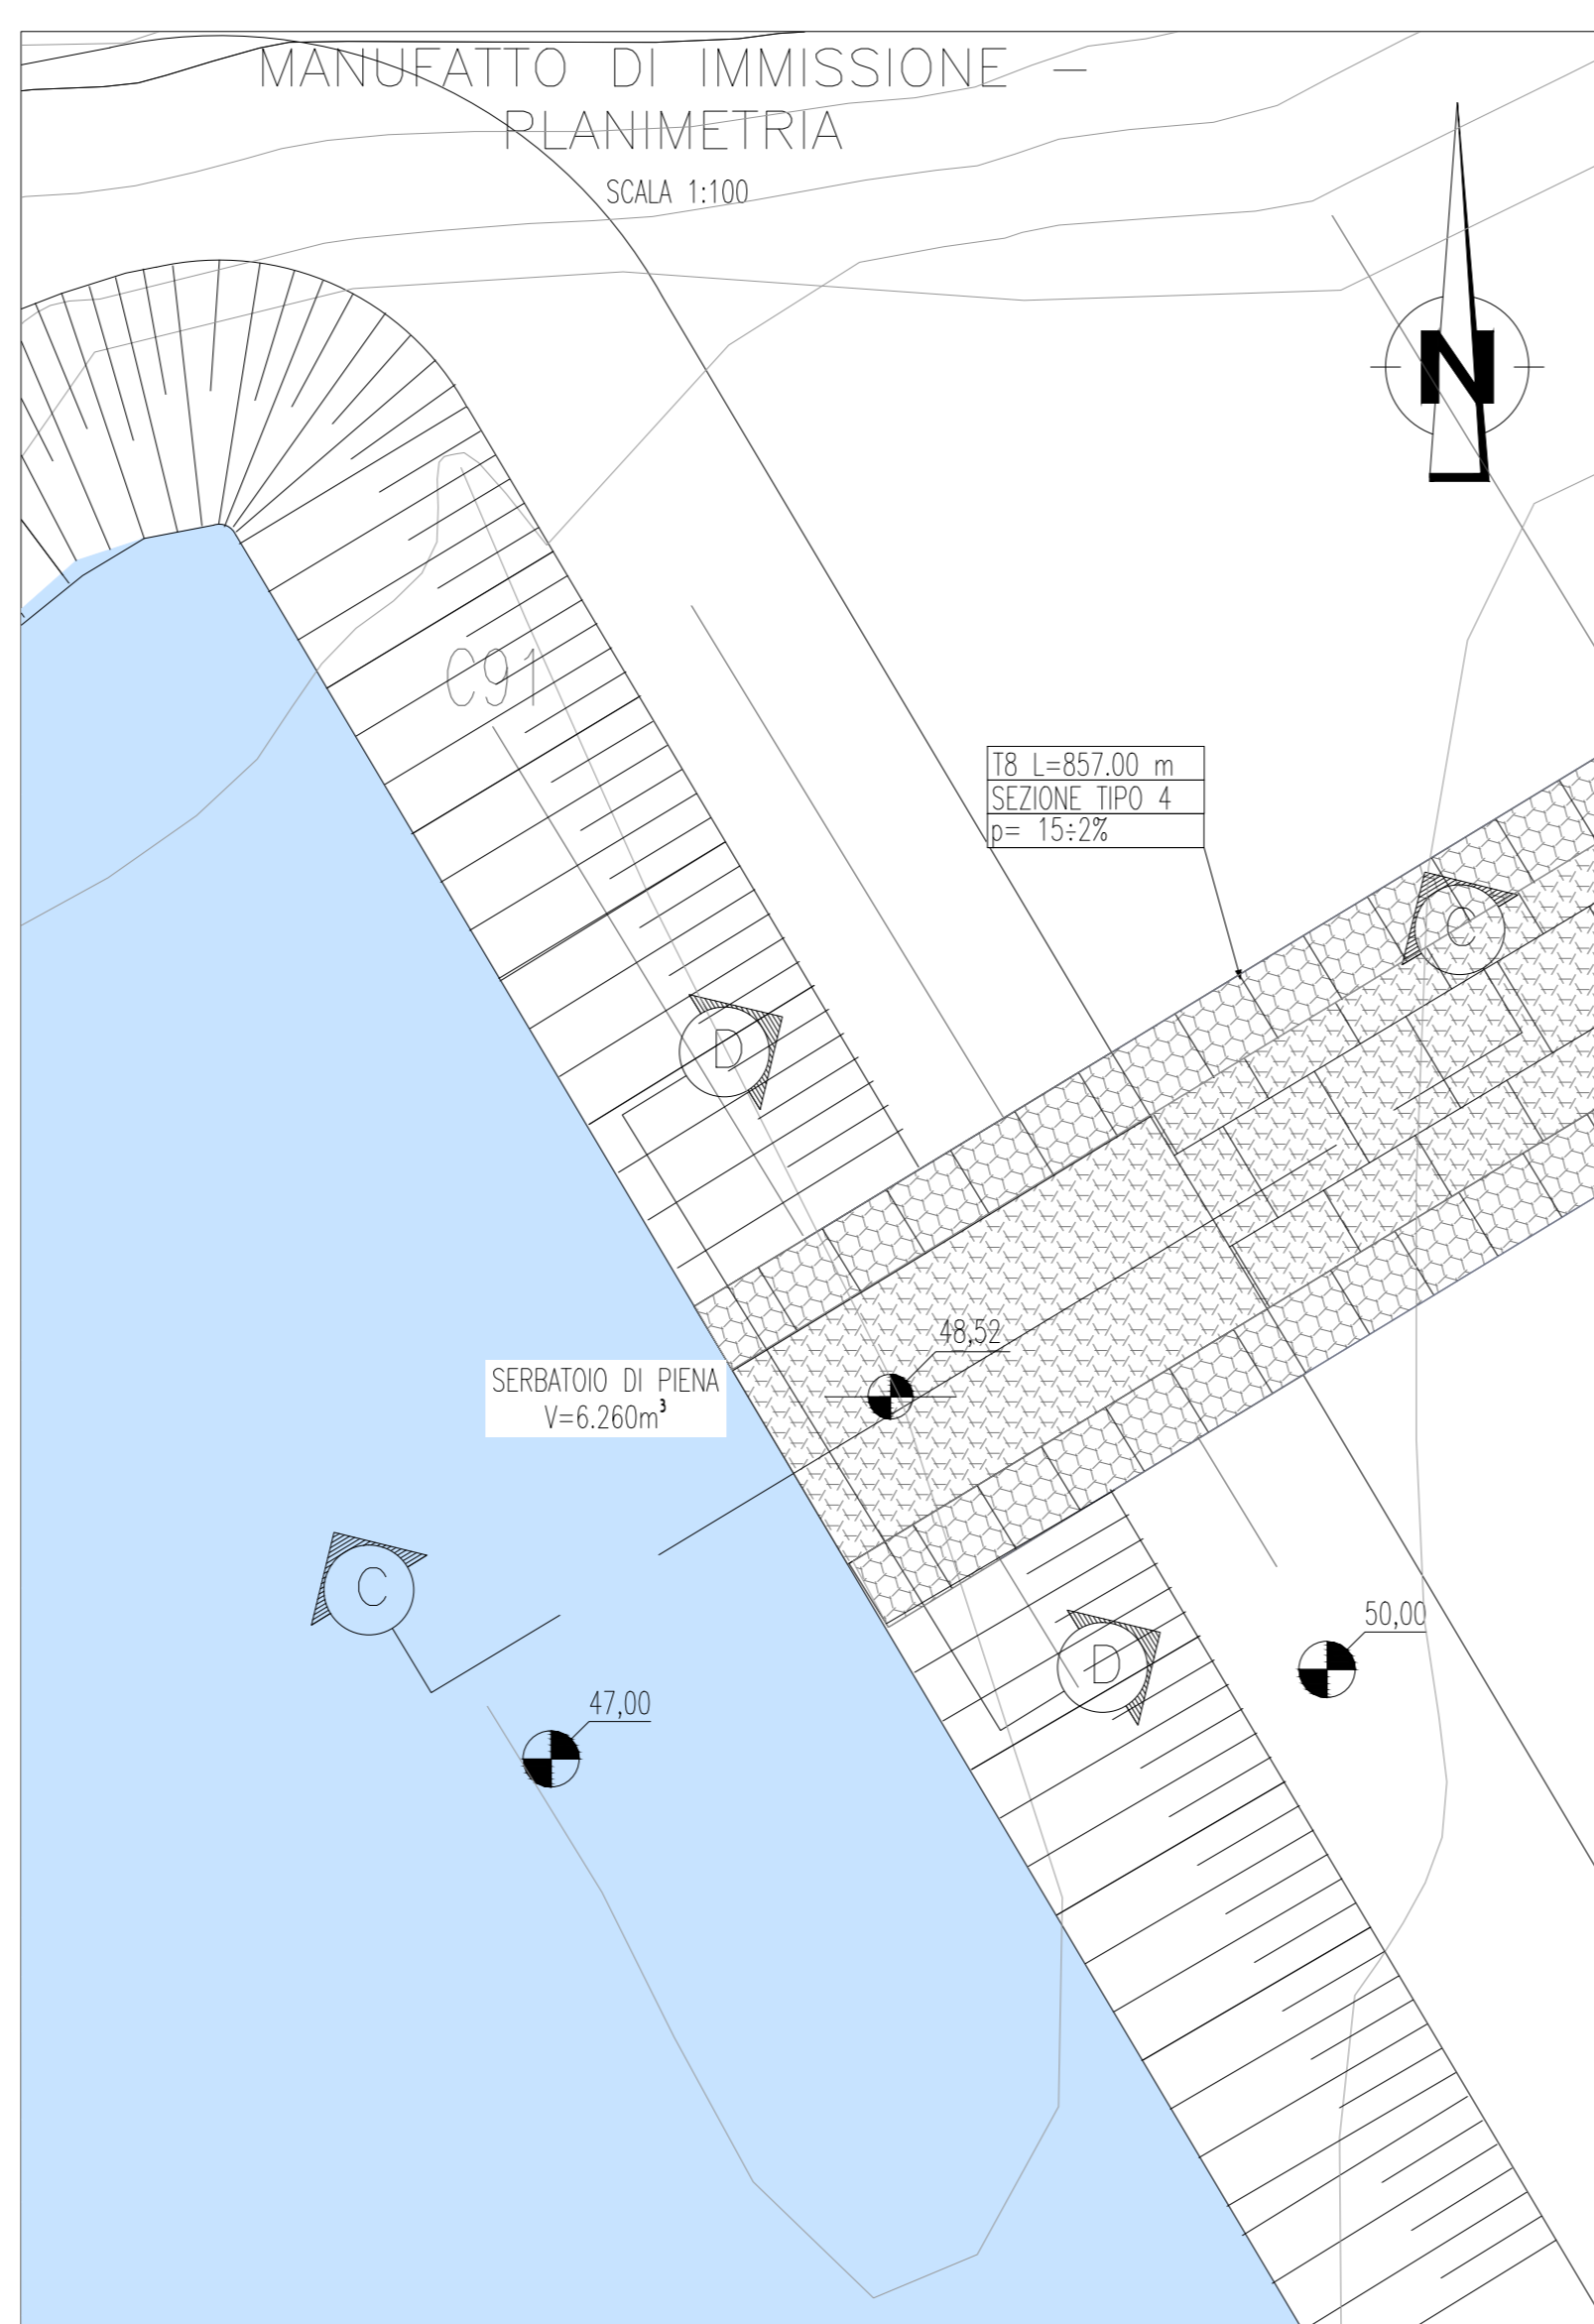 MANUFATTO DI IMMISSIONE –
PLANIMETRIA
SCALA 1:100
N
C91
T8 L=857.00 m
SEZIONE TIPO 4
p= 15÷2%
C
D
48,52
SERBATOIO DI PIENA
V=6.260m³
C
50,00
D
47,00